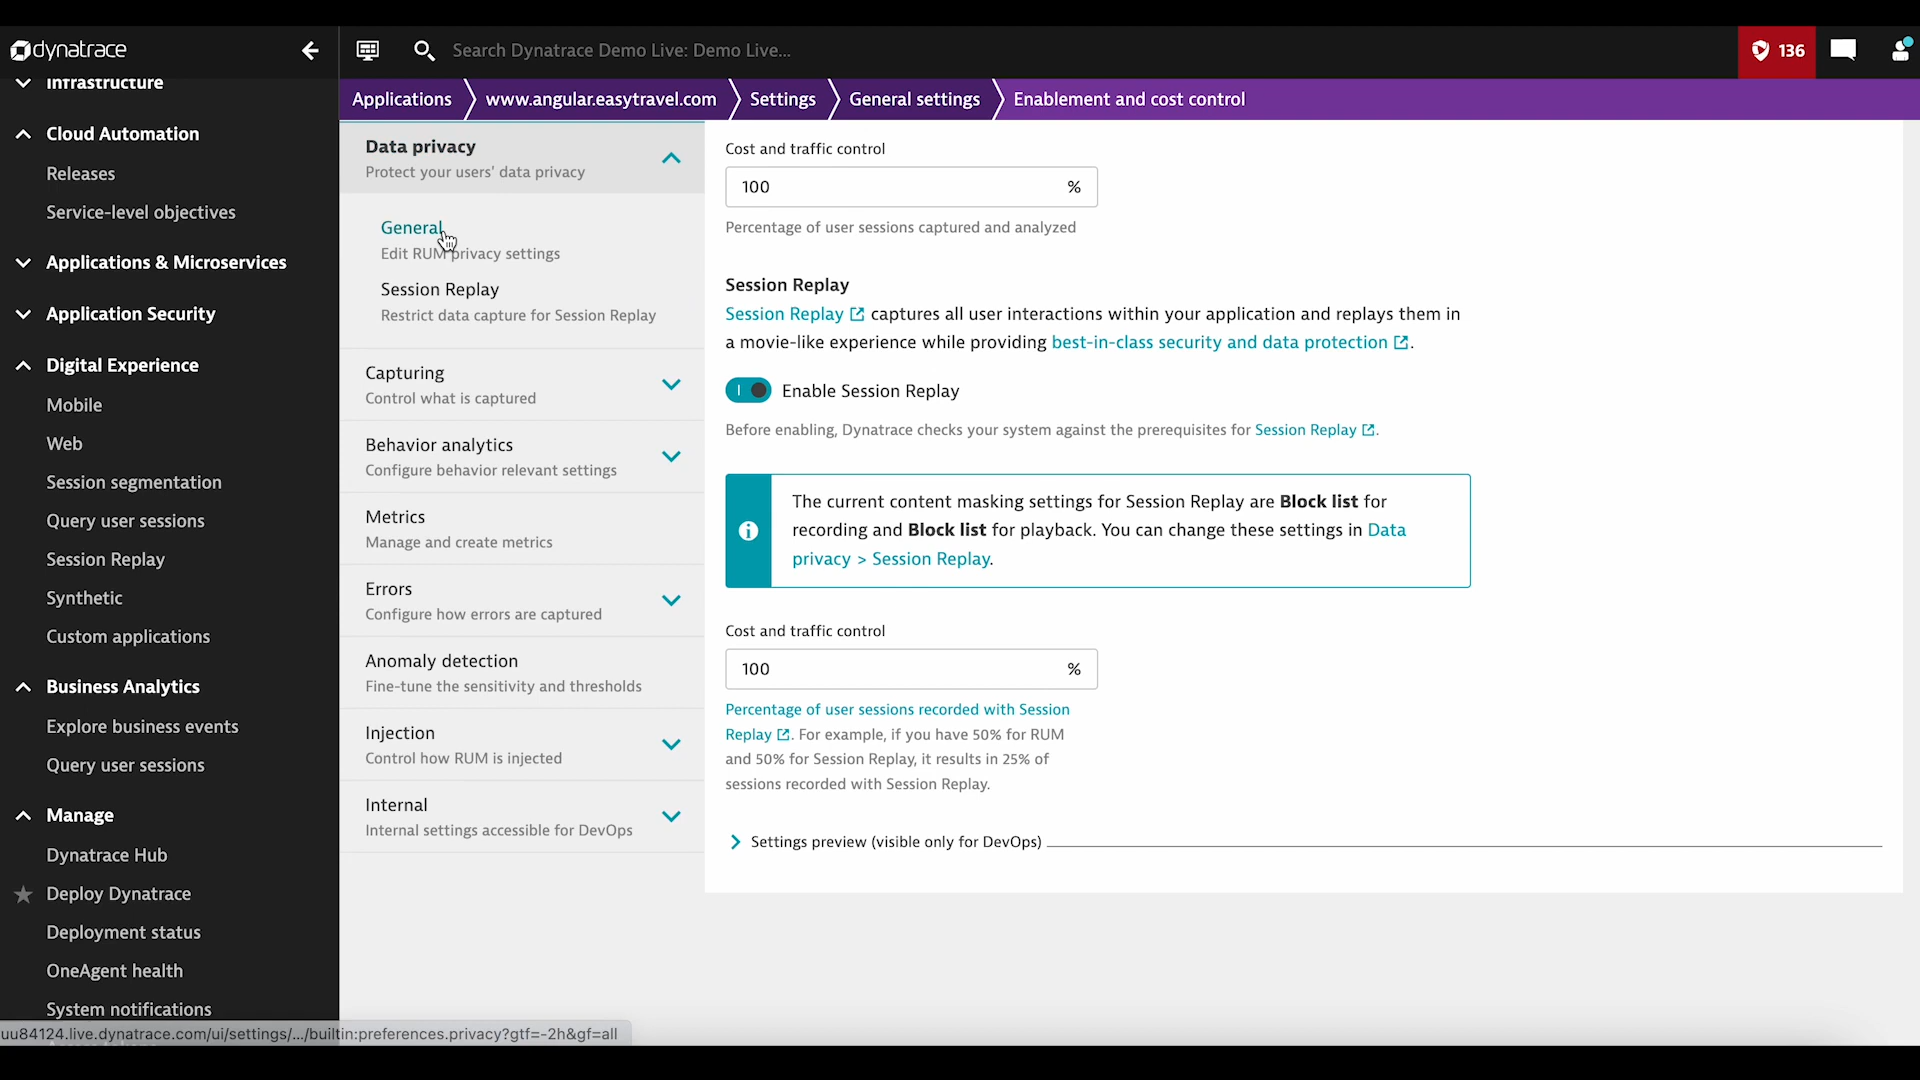 dynatrace
Search Dynatrace Demo Live: Demo Live...
136
Infrastructure
Cloud Automation
Releases
Service-level objectives
Applications & Microservices
Application Security
Digital Experience
Mobile
Web
Session segmentation
Query user sessions
Session Replay
Synthetic
Custom applications
Business Analytics
Explore business events
Query user sessions
Manage
Dynatrace Hub
Deploy Dynatrace
Deployment status
OneAgent health
System notifications
uu84124.live.dynatrace.com/ui/settings/.../builtin:preferences.privacy?gtf=-2h&gf=all
Applications www.angular.easytravel.com Settings General settings Enablement and cost control
Data privacy
Protect your users' data privacy
General
Edit RUM privacy settings
Session Replay
Restrict data capture for Session Replay
Capturing
Control what is captured
Behavior analytics
Configure behavior relevant settings
Metrics
Manage and create metrics
Errors
Configure how errors are captured
Anomaly detection
Fine-tune the sensitivity and thresholds
Injection
Control how RUM is injected
Internal
Internal settings accessible for DevOps
Cost and traffic control
100 %
Percentage of user sessions captured and analyzed
Session Replay
Session Replay captures all user interactions within your application and replays them in
a movie-like experience while providing best-in-class security and data protection .
Enable Session Replay
Before enabling, Dynatrace checks your system against the prerequisites for Session Replay .
The current content masking settings for Session Replay are Block list for
recording and Block list for playback. You can change these settings in Data
privacy > Session Replay.
Cost and traffic control
100 %
Percentage of user sessions recorded with Session
Replay . For example, if you have 50% for RUM
and 50% for Session Replay, it results in 25% of
sessions recorded with Session Replay.
Settings preview (visible only for DevOps)